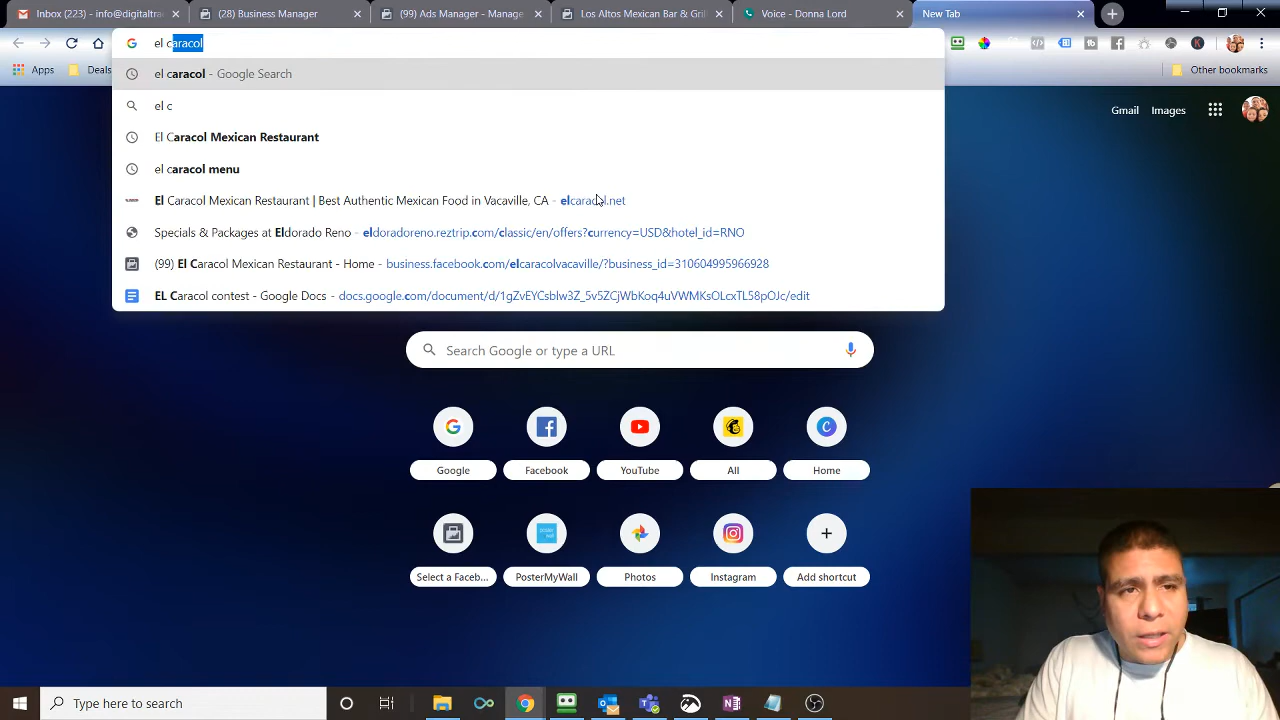 Inbox (223) - info@digitaltra
(28) Business Manager
(99) Ads Manager - Manage
Los Altos Mexican Bar & Gril
Voice - Donna Lord
New Tab
el caracol
Apps
Deals
Other bookmarks
el caracol - Google Search
el c
El Caracol Mexican Restaurant
el caracol menu
El Caracol Mexican Restaurant | Best Authentic Mexican Food in Vacaville, CA - elcaracol.net
Specials & Packages at Eldorado Reno - eldoradoreno.reztrip.com/classic/en/offers?currency=USD&hotel_id=RNO
(99) El Caracol Mexican Restaurant - Home - business.facebook.com/elcaracolvacaville/?business_id=310604995966928
EL Caracol contest - Google Docs - docs.google.com/document/d/1gZvEYCsblw3Z_5v5ZCjWbKoq4uVWMKsOLcxTL58pOJc/edit
Gmail
Images
Search Google or type a URL
Google
Facebook
YouTube
All
Home
Select a Faceb...
PosterMyWall
Photos
Instagram
Add shortcut
Type here to search